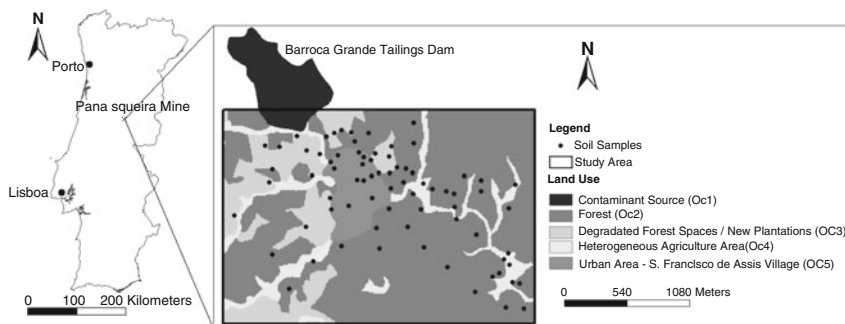 N
Porto
Pana squeira Mine
Lisboa
0 100 200 Kilometers
Barroca Grande Tailings Dam
N
Legend
Soil Samples
Study Area
Land Use
Contaminant Source (Oc1)
Forest (Oc2)
Degraded Forest Spaces / New Plantations (OC3)
Heterogeneous Agriculture Area(Oc4)
Urban Area - S. Francisco de Assis Village (OC5)
0 540 1080 Meters